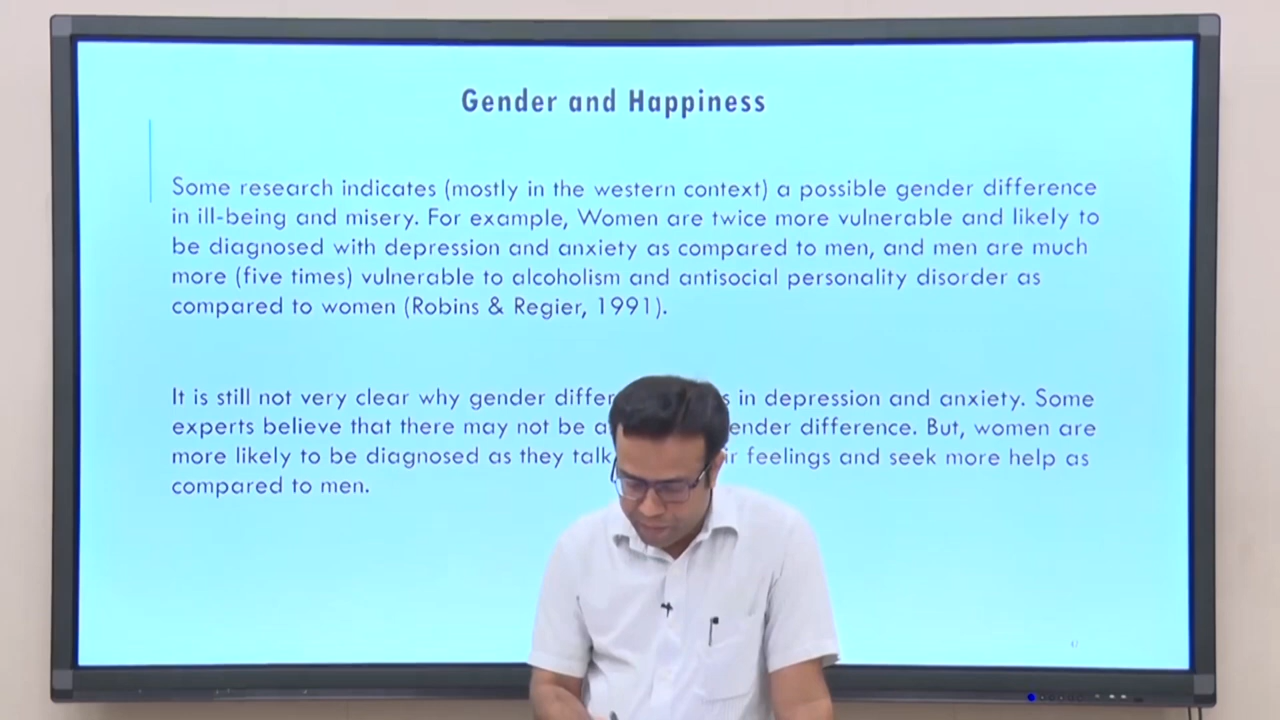 Gender and Happiness
Some research indicates (mostly in the western context) a possible gender difference
in ill-being and misery. For example, Women are twice more vulnerable and likely to
be diagnosed with depression and anxiety as compared to men, and men are much
more (five times) vulnerable to alcoholism and antisocial personality disorder as
compared to women (Robins & Regier, 1991).
It is still not very clear why gender differ in depression and anxiety. Some
experts believe that there may not be a ender difference. But, women are
more likely to be diagnosed as they talk feelings and seek more help as
compared to men.